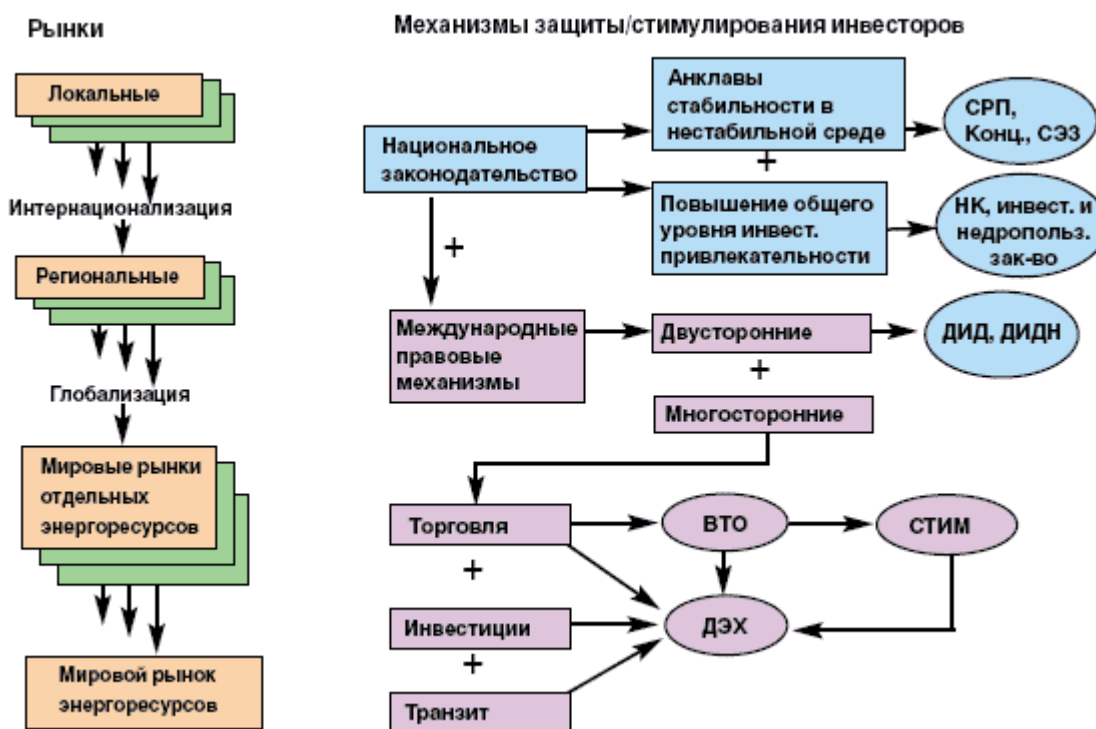 Рынки
Локальные
Интернационализация
Региональные
Глобализация
Мировые рынки
отдельных
энергоресурсов
Мировой рынок
энергоресурсов
Механизмы защиты/стимулирования инвесторов
Национальное
законодательство
Анклавы
стабильности в
нестабильной среде
СРП,
Конц., СЭЗ
+
Повышение общего
уровня инвест.
привлекательности
НК, инвест. и
недропольз.
зак-во
+
Международные
правовые
механизмы
Двусторонние
ДИД, ДИДН
+
Многосторонние
Торговля
ВТО
СТИМ
+
Инвестиции
ДЭХ
+
Транзит